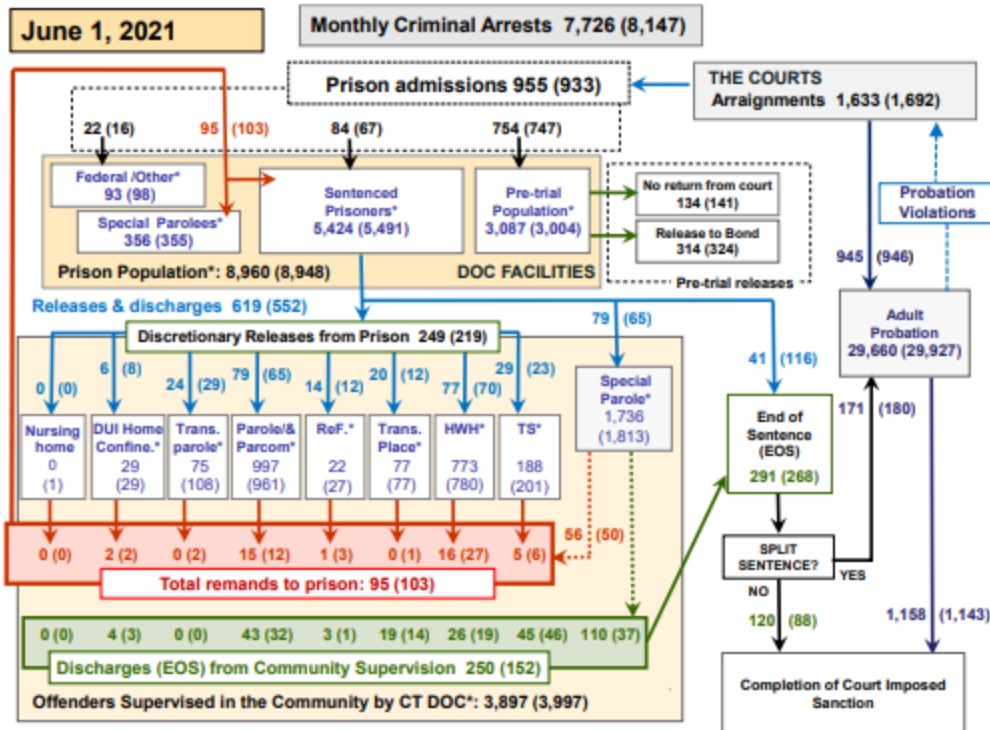 June 1, 2021
Monthly Criminal Arrests 7,726 (8,147)
Prison admissions 955 (933)
THE COURTS
Arraignments 1,633 (1,692)
22 (16)
95 (103)
84 (67)
754 (747)
Federal /Other*
93 (98)
Special Parolees*
356 (355)
Sentenced
Prisoners*
5,424 (5,491)
Pre-trial
Population*
3,087 (3,004)
No return from court
134 (141)
Release to Bond
314 (324)
Pre-trial releases
Probation
Violations
Prison Population*: 8,960 (8,948)
DOC FACILITIES
945 (946)
Releases & discharges 619 (552)
Discretionary Releases from Prison 249 (219)
79 (65)
41 (116)
Adult
Probation
29,660 (29,927)
0 (0)
6 (8)
24 (29)
79 (65)
14 (12)
20 (12)
77 (70)
29 (23)
Nursing
home
0
(1)
DUI Home
Confine.*
29
(29)
Trans.
parole*
75
(108)
Parole/&
Parcom*
997
(961)
ReF.*
22
(27)
Trans.
Place*
77
(77)
HWH*
773
(780)
TS*
188
(201)
Special
Parole*
1,736
(1,813)
End of
Sentence
(EOS)
291 (268)
171 (180)
0 (0)
2 (2)
0 (2)
15 (12)
1 (3)
0 (1)
16 (27)
5 (6)
56 (50)
Total remands to prison: 95 (103)
SPLIT
SENTENCE?
YES
NO
120 (88)
1,158 (1,143)
0 (0)
4 (3)
0 (0)
43 (32)
3 (1)
19 (14)
26 (19)
45 (46)
110 (37)
Discharges (EOS) from Community Supervision 250 (152)
Offenders Supervised in the Community by CT DOC*: 3,897 (3,997)
Completion of Court Imposed
Sanction